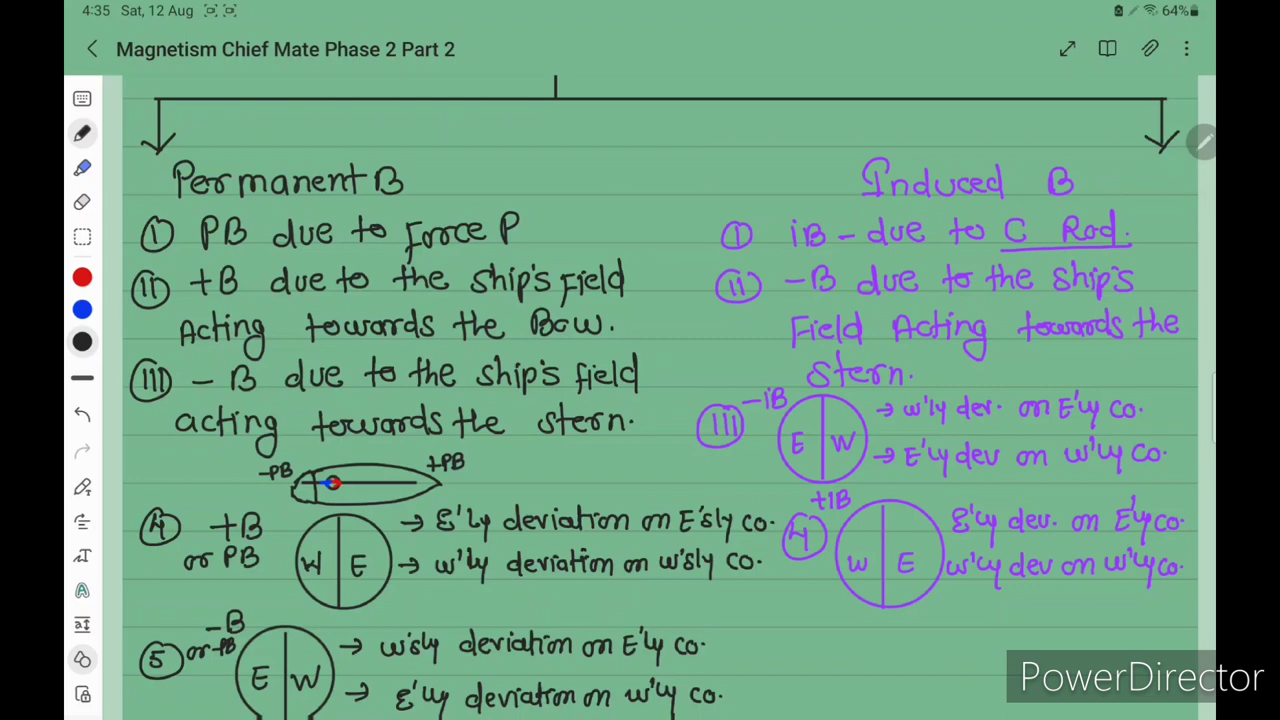 4:35 Sat, 12 Aug
64%
Magnetism Chief Mate Phase 2 Part 2
Permanent B
I PB due to Force P
II +B due to the ship's Field
Acting towards the Bow.
III - B due to the ship's field
acting towards the stern.
-PB
+PB
4 +B
or PB
W E
→ E'ly deviation on E'sly co.
→ w'ly deviation on w'sly co.
5 -B
or -PB
E W
→ w'sly deviation on E'ly co.
→ E'ly deviation on w'ly co.
Induced B
I iB - due to C Rod.
II -B due to the ship's
Field Acting towards the
stern.
III -iB
E W
→ w'ly dev. on E'ly co.
→ E'ly dev on w'ly co.
4 +iB
W E
E'ly dev. on E'ly co.
w'ly dev on w'ly co.
PowerDirector